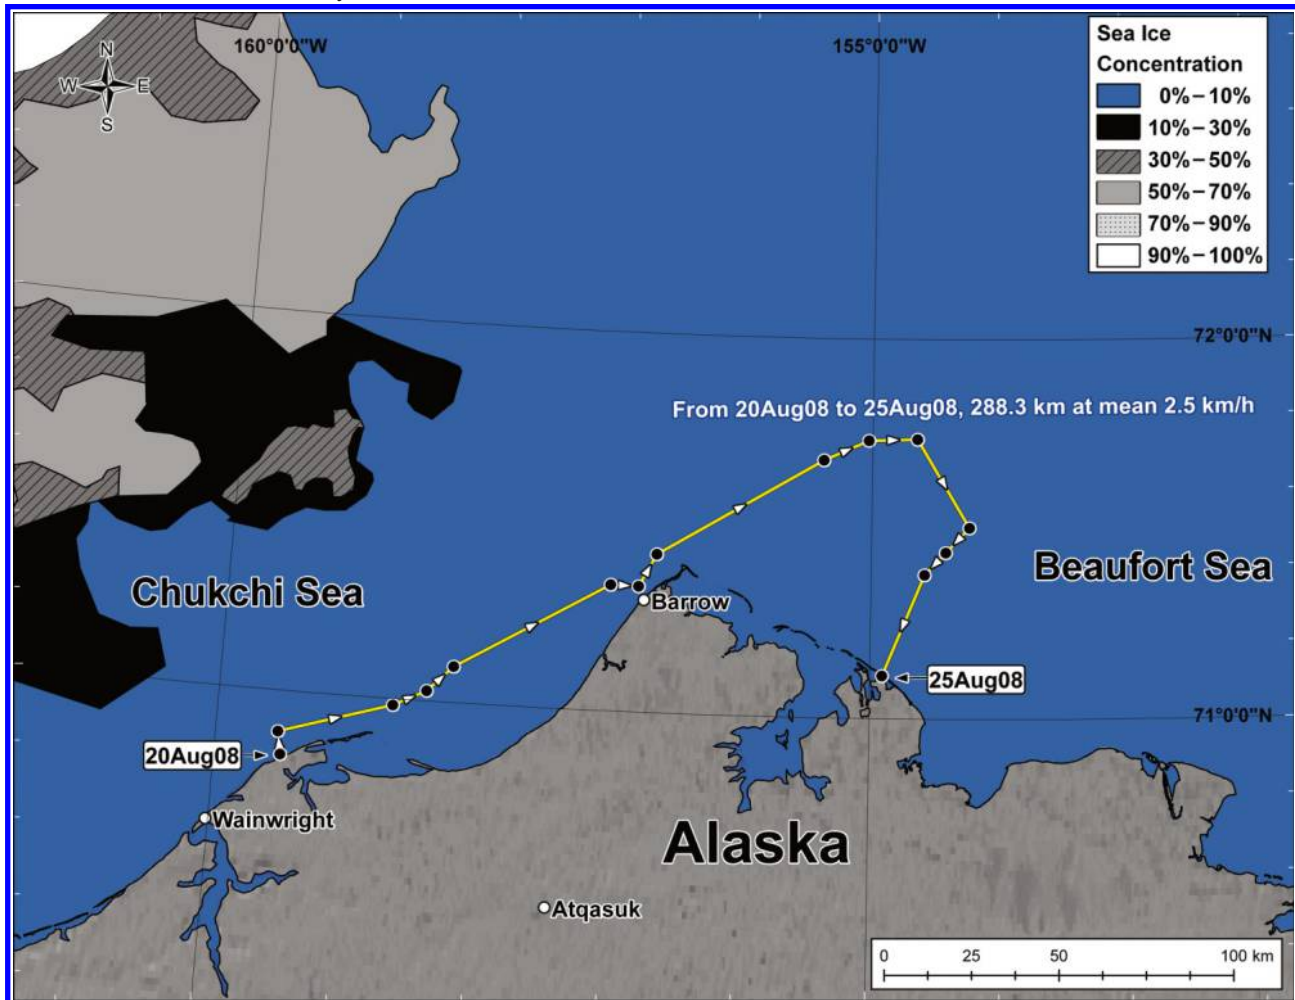 160°0'0"W
155°0'0"W
N
W E
S
Sea Ice
Concentration
0%–10%
10%–30%
30%–50%
50%–70%
70%–90%
90%–100%
72°0'0"N
From 20Aug08 to 25Aug08, 288.3 km at mean 2.5 km/h
Chukchi Sea
Beaufort Sea
Barrow
25Aug08
71°0'0"N
20Aug08
Wainwright
Alaska
Atqasuk
0 25 50 100 km